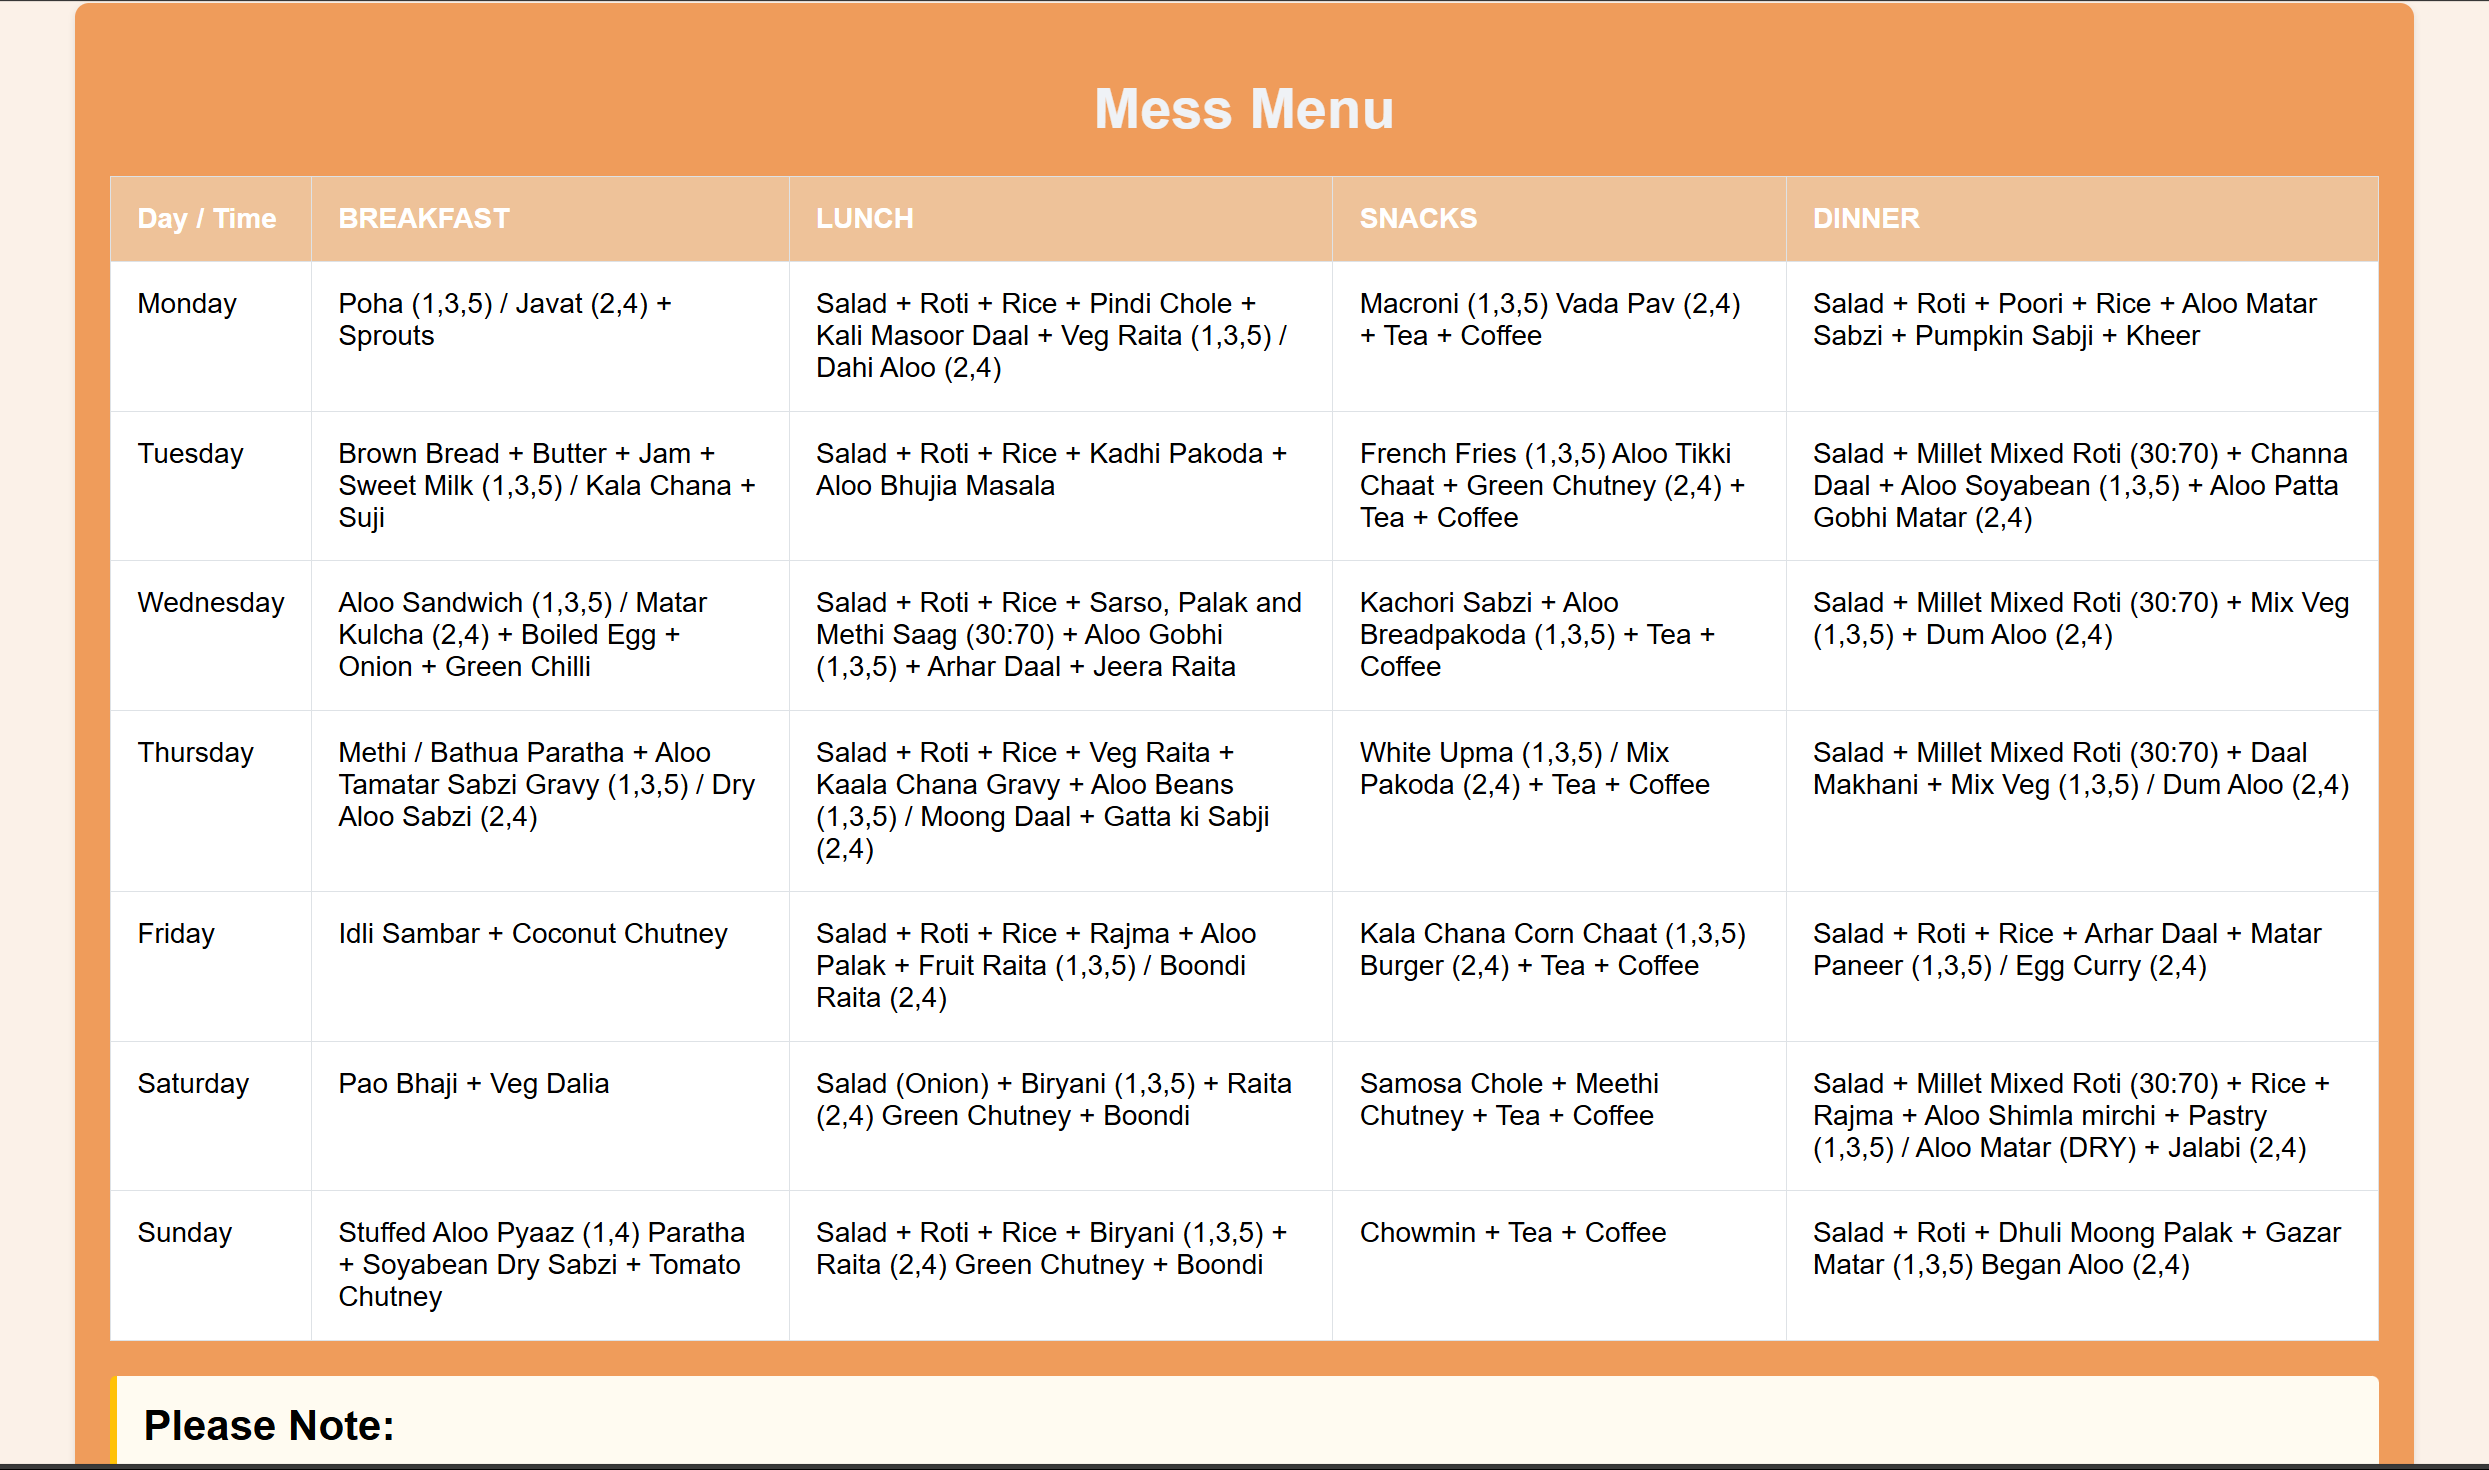 Mess Menu
Day / Time
BREAKFAST
LUNCH
SNACKS
DINNER
Monday
Poha (1,3,5) / Javat (2,4) +
Sprouts
Salad + Roti + Rice + Pindi Chole +
Kali Masoor Daal + Veg Raita (1,3,5) /
Dahi Aloo (2,4)
Macroni (1,3,5) Vada Pav (2,4)
+ Tea + Coffee
Salad + Roti + Poori + Rice + Aloo Matar
Sabzi + Pumpkin Sabji + Kheer
Tuesday
Brown Bread + Butter + Jam +
Sweet Milk (1,3,5) / Kala Chana +
Suji
Salad + Roti + Rice + Kadhi Pakoda +
Aloo Bhujia Masala
French Fries (1,3,5) Aloo Tikki
Chaat + Green Chutney (2,4) +
Tea + Coffee
Salad + Millet Mixed Roti (30:70) + Channa
Daal + Aloo Soyabean (1,3,5) + Aloo Patta
Gobhi Matar (2,4)
Wednesday
Aloo Sandwich (1,3,5) / Matar
Kulcha (2,4) + Boiled Egg +
Onion + Green Chilli
Salad + Roti + Rice + Sarso, Palak and
Methi Saag (30:70) + Aloo Gobhi
(1,3,5) + Arhar Daal + Jeera Raita
Kachori Sabzi + Aloo
Breadpakoda (1,3,5) + Tea +
Coffee
Salad + Millet Mixed Roti (30:70) + Mix Veg
(1,3,5) + Dum Aloo (2,4)
Thursday
Methi / Bathua Paratha + Aloo
Tamatar Sabzi Gravy (1,3,5) / Dry
Aloo Sabzi (2,4)
Salad + Roti + Rice + Veg Raita +
Kaala Chana Gravy + Aloo Beans
(1,3,5) / Moong Daal + Gatta ki Sabji
(2,4)
White Upma (1,3,5) / Mix
Pakoda (2,4) + Tea + Coffee
Salad + Millet Mixed Roti (30:70) + Daal
Makhani + Mix Veg (1,3,5) / Dum Aloo (2,4)
Friday
Idli Sambar + Coconut Chutney
Salad + Roti + Rice + Rajma + Aloo
Palak + Fruit Raita (1,3,5) / Boondi
Raita (2,4)
Kala Chana Corn Chaat (1,3,5)
Burger (2,4) + Tea + Coffee
Salad + Roti + Rice + Arhar Daal + Matar
Paneer (1,3,5) / Egg Curry (2,4)
Saturday
Pao Bhaji + Veg Dalia
Salad (Onion) + Biryani (1,3,5) + Raita
(2,4) Green Chutney + Boondi
Samosa Chole + Meethi
Chutney + Tea + Coffee
Salad + Millet Mixed Roti (30:70) + Rice +
Rajma + Aloo Shimla mirchi + Pastry
(1,3,5) / Aloo Matar (DRY) + Jalabi (2,4)
Sunday
Stuffed Aloo Pyaaz (1,4) Paratha
+ Soyabean Dry Sabzi + Tomato
Chutney
Salad + Roti + Rice + Biryani (1,3,5) +
Raita (2,4) Green Chutney + Boondi
Chowmin + Tea + Coffee
Salad + Roti + Dhuli Moong Palak + Gazar
Matar (1,3,5) Began Aloo (2,4)
Please Note: